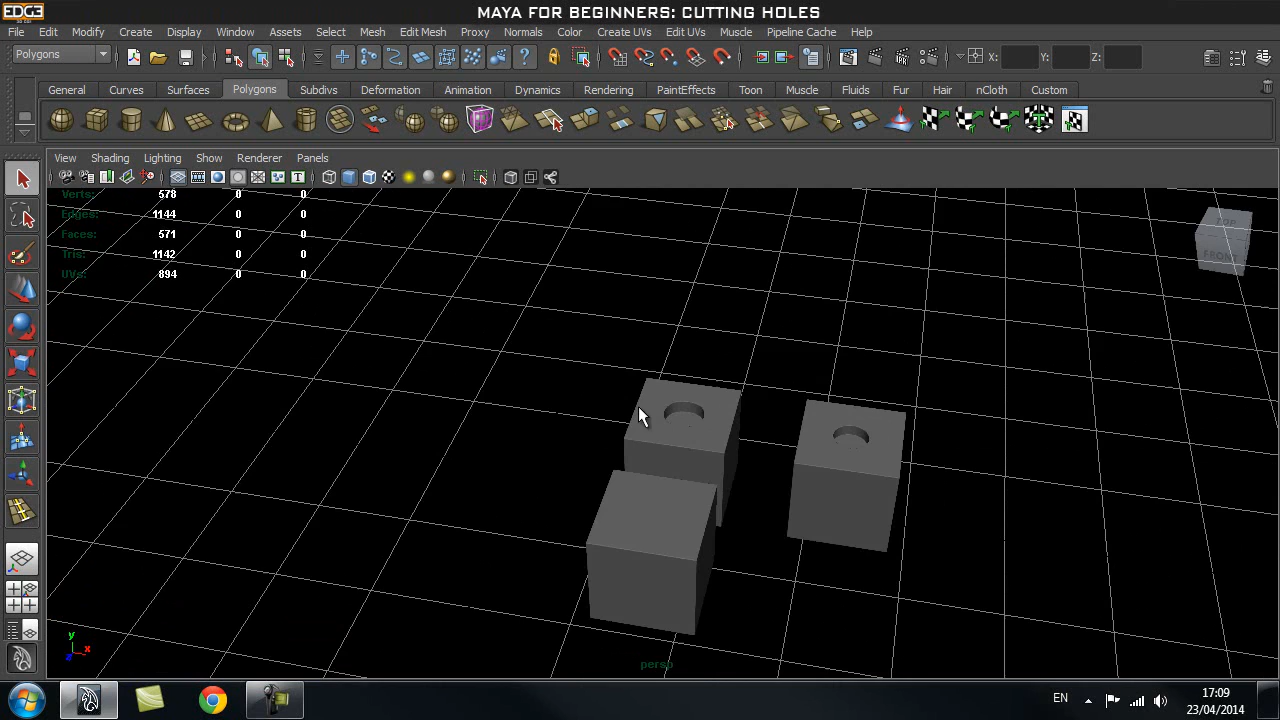 EDGE
MAYA FOR BEGINNERS: CUTTING HOLES
File Edit Modify Create Display Window Assets Select Mesh Edit Mesh Proxy Normals Color Create UVs Edit UVs Muscle Pipeline Cache Help
Polygons X: Y: Z:
General Curves Surfaces Polygons Subdivs Deformation Animation Dynamics Rendering PaintEffects Toon Muscle Fluids Fur Hair nCloth Custom
View Shading Lighting Show Renderer Panels
Verts: 578 0 0
Edges: 1144 0 0
Faces: 571 0 0
Tris: 1142 0 0
UVs: 894 0 0
TOP
FRONT
y
x
z
persp
EN
17:09
23/04/2014